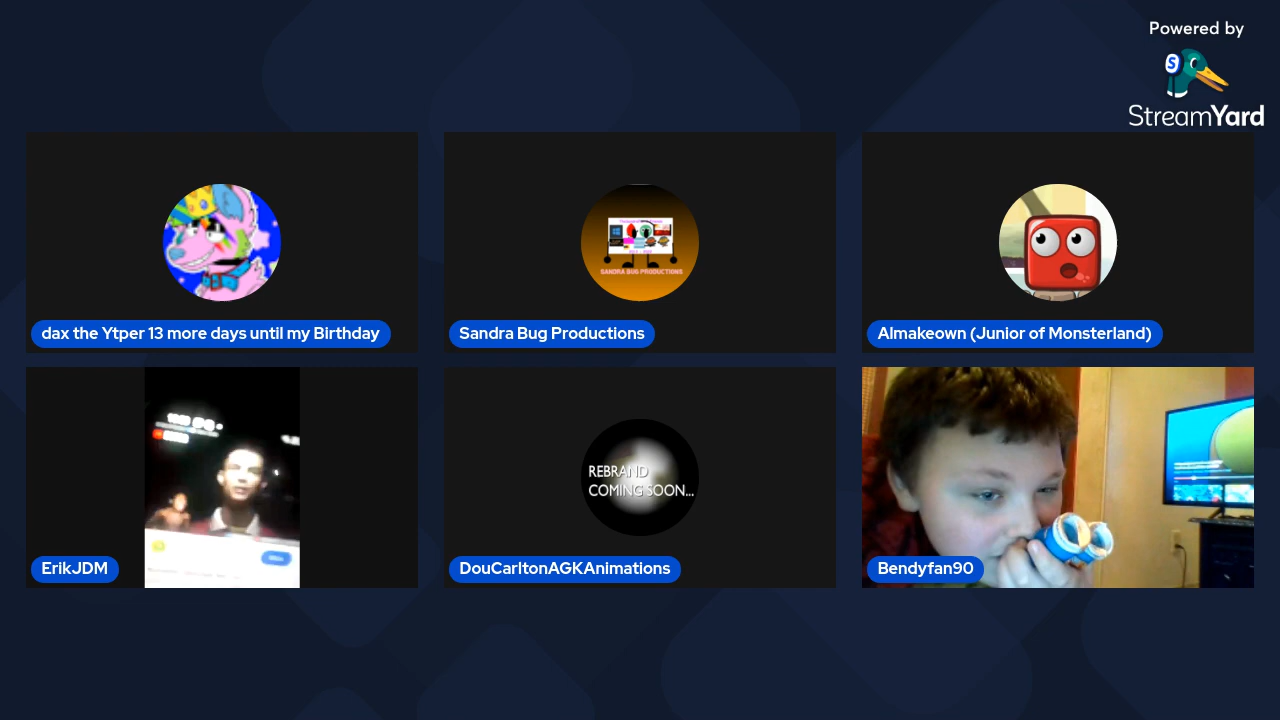 Powered by
StreamYard
dax the Ytper 13 more days until my Birthday
Sandra Bug Productions
SANDRA BUG PRODUCTIONS
Almakeown (Junior of Monsterland)
ErikJDM
REBRAND
COMING SOON...
DouCarltonAGKAnimations
Bendyfan90